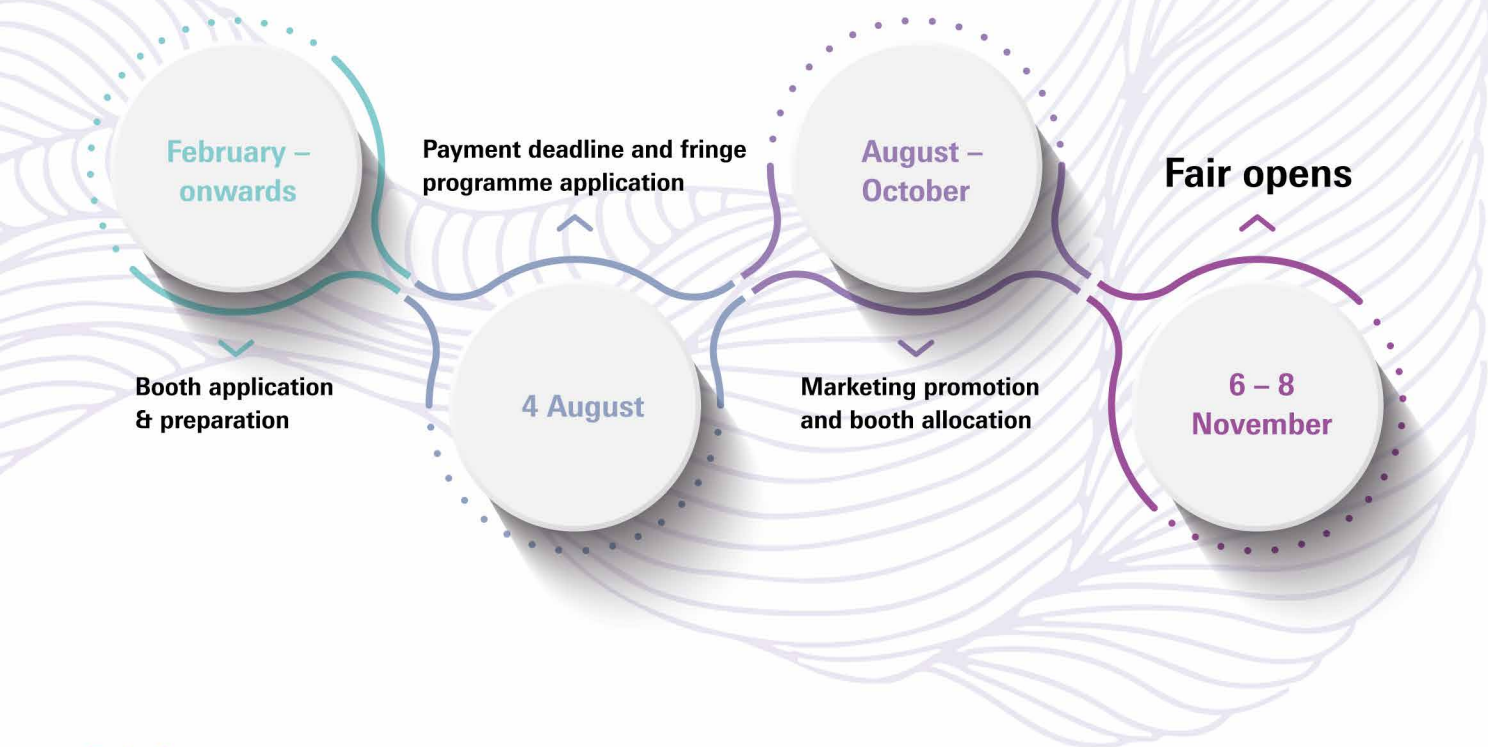 February –
onwards
Booth application
& preparation
Payment deadline and fringe
programme application
4 August
August –
October
Marketing promotion
and booth allocation
Fair opens
6 – 8
November